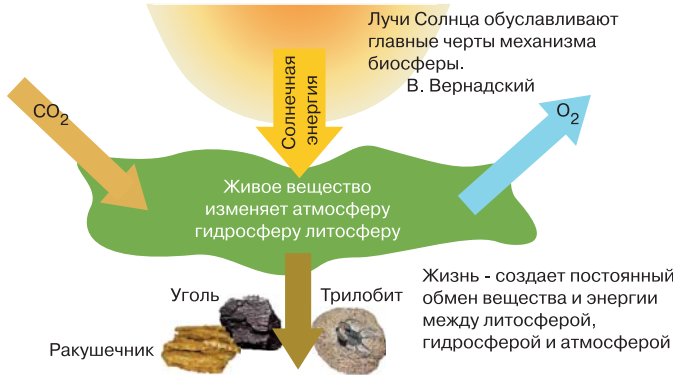 Лучи Солнца обуславливают
главные черты механизма
биосферы.
В. Вернадский
CO₂
Солнечная
энергия
O₂
Живое вещество
изменяет атмосферу
гидросферу литосферу
Уголь
Трилобит
Ракушечник
Жизнь - создает постоянный
обмен вещества и энергии
между литосферой,
гидросферой и атмосферой